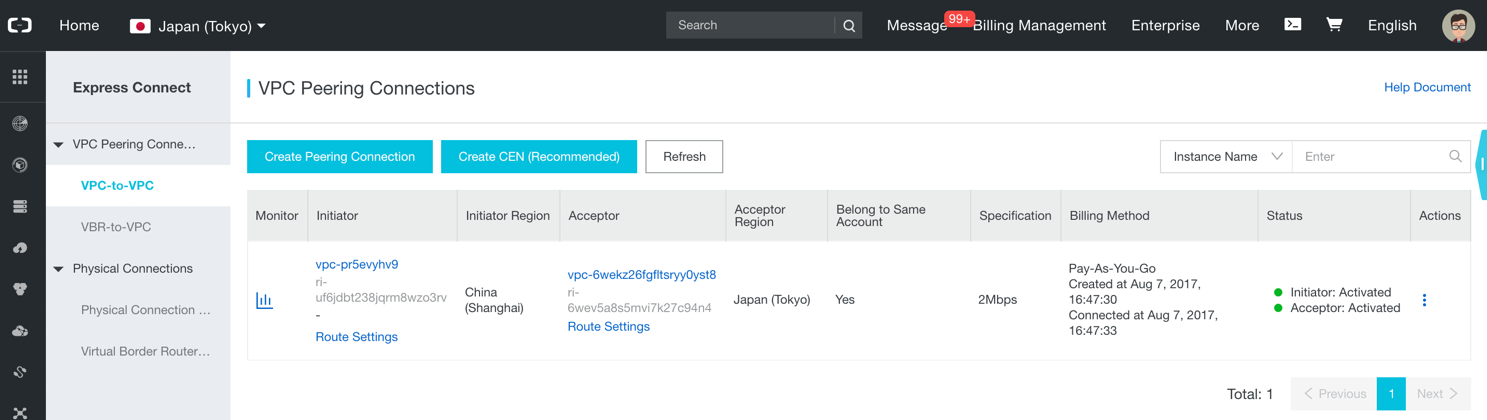 Home
Japan (Tokyo)
Search
Message
99+
Billing Management
Enterprise
More
English
Express Connect
VPC Peering Conne...
VPC-to-VPC
VBR-to-VPC
Physical Connections
Physical Connection ...
Virtual Border Router...
VPC Peering Connections
Help Document
Create Peering Connection
Create CEN (Recommended)
Refresh
Instance Name
Enter
Monitor
Initiator
Initiator Region
Acceptor
Acceptor
Region
Belong to Same
Account
Specification
Billing Method
Status
Actions
vpc-pr5evyhv9
ri-
uf6jdbt238jqrm8wzo3rv
-
Route Settings
China
(Shanghai)
vpc-6wekz26fgfltsryy0yst8
ri-
6wev5a8s5mvi7k27c94n4
Route Settings
Japan (Tokyo)
Yes
2Mbps
Pay-As-You-Go
Created at Aug 7, 2017,
16:47:30
Connected at Aug 7, 2017,
16:47:33
Initiator: Activated
Acceptor: Activated
Total: 1
Previous
1
Next